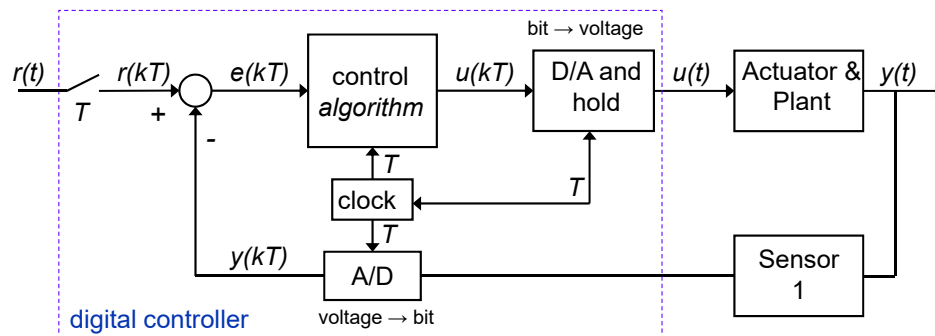 bit → voltage
r(t)
r(kT)
e(kT)
control
algorithm
u(kT)
D/A and
hold
u(t)
Actuator &
Plant
y(t)
T
+
-
T
T
clock
T
y(kT)
A/D
Sensor
1
digital controller
voltage → bit